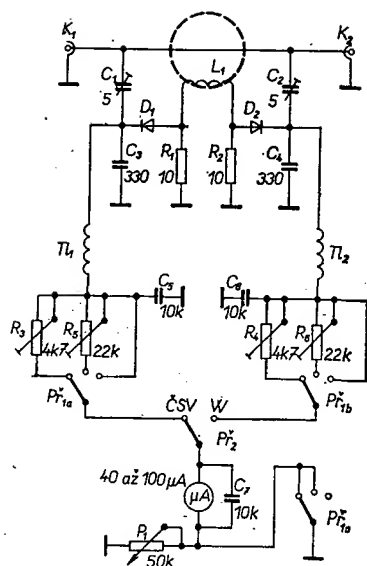 K1 K2
L1
C1 5 C2 5
D1 D2
C3 330 R1 10 R2 10 C4 330
Tl1 Tl2
C5 10k C6 10k
R3 4k7 R5 22k R4 4k7 R6 22k
Př1a ČSV W Př1b
Př2
40 až 100 µA µA C7 10k
P1 50k Př1a